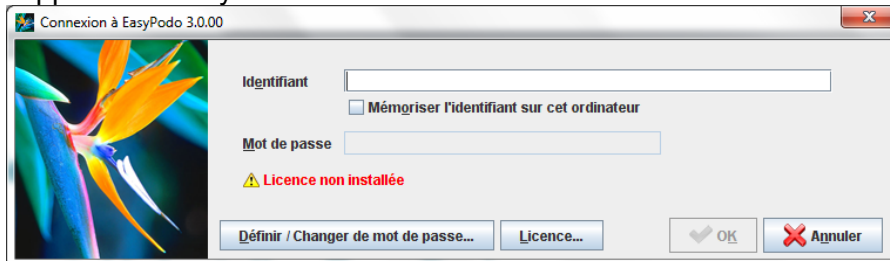 Connexion à EasyPodo 3.0.00
Identifiant
Mémoriser l'identifiant sur cet ordinateur
Mot de passe
Licence non installée
Définir / Changer de mot de passe... Licence... OK Annuler